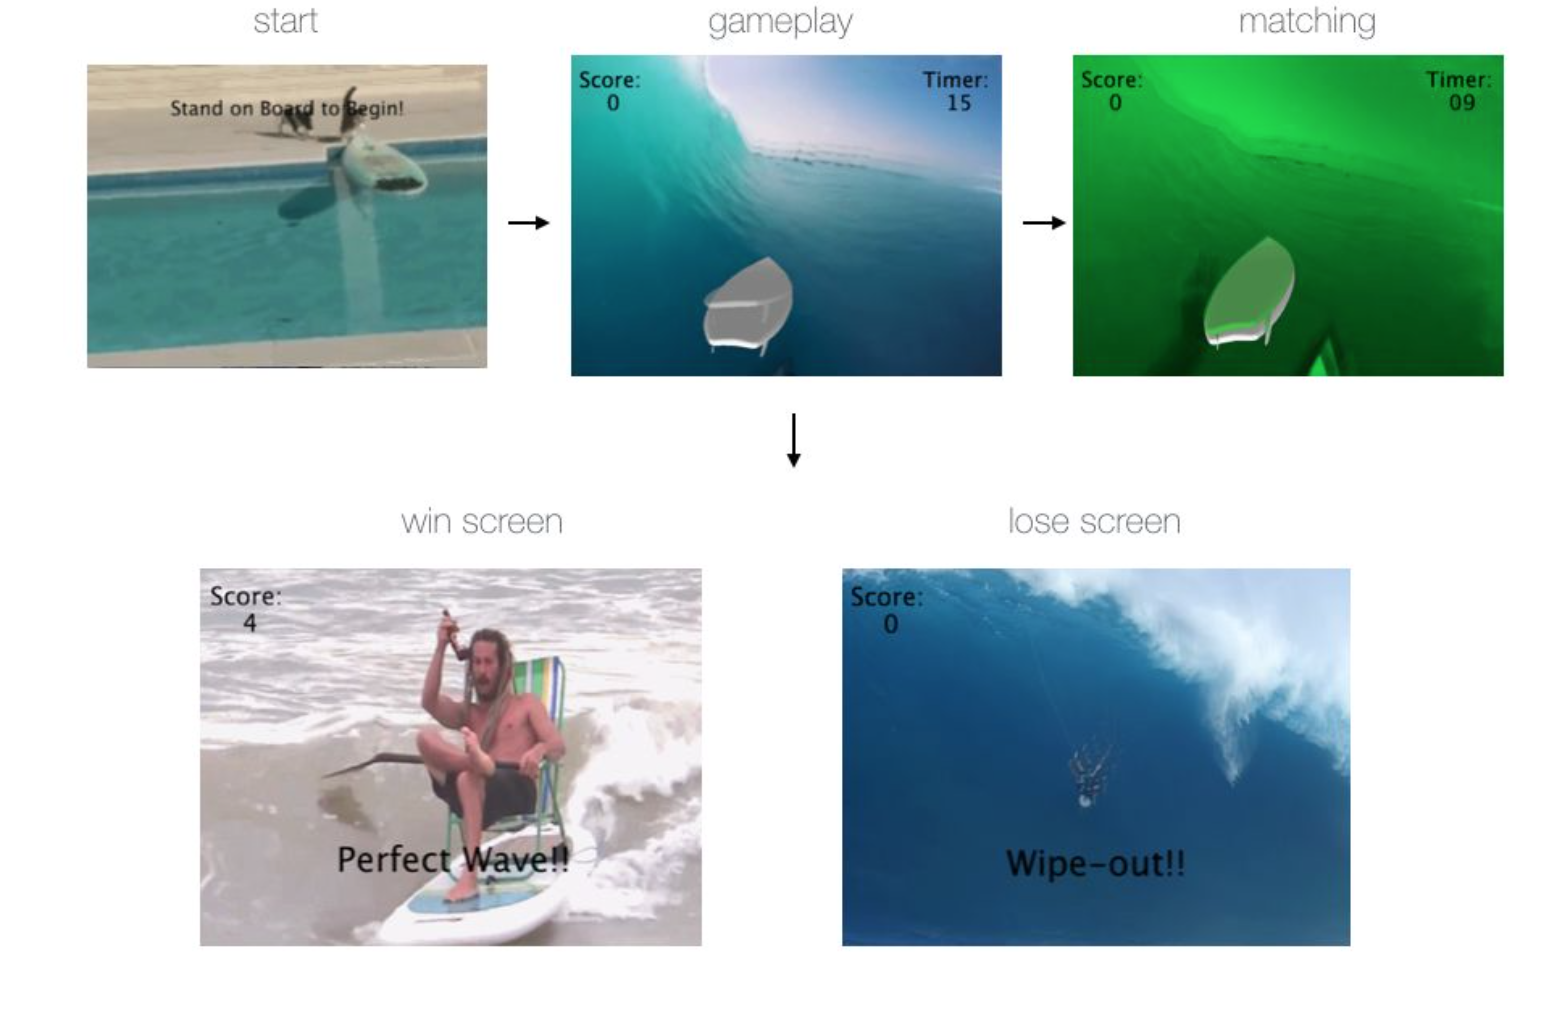 start
gameplay
matching
Stand on Board to Begin!
Score:
0
Timer:
15
Score:
0
Timer:
09
win screen
lose screen
Score:
4
Perfect Wave!!
Score:
0
Wipe-out!!